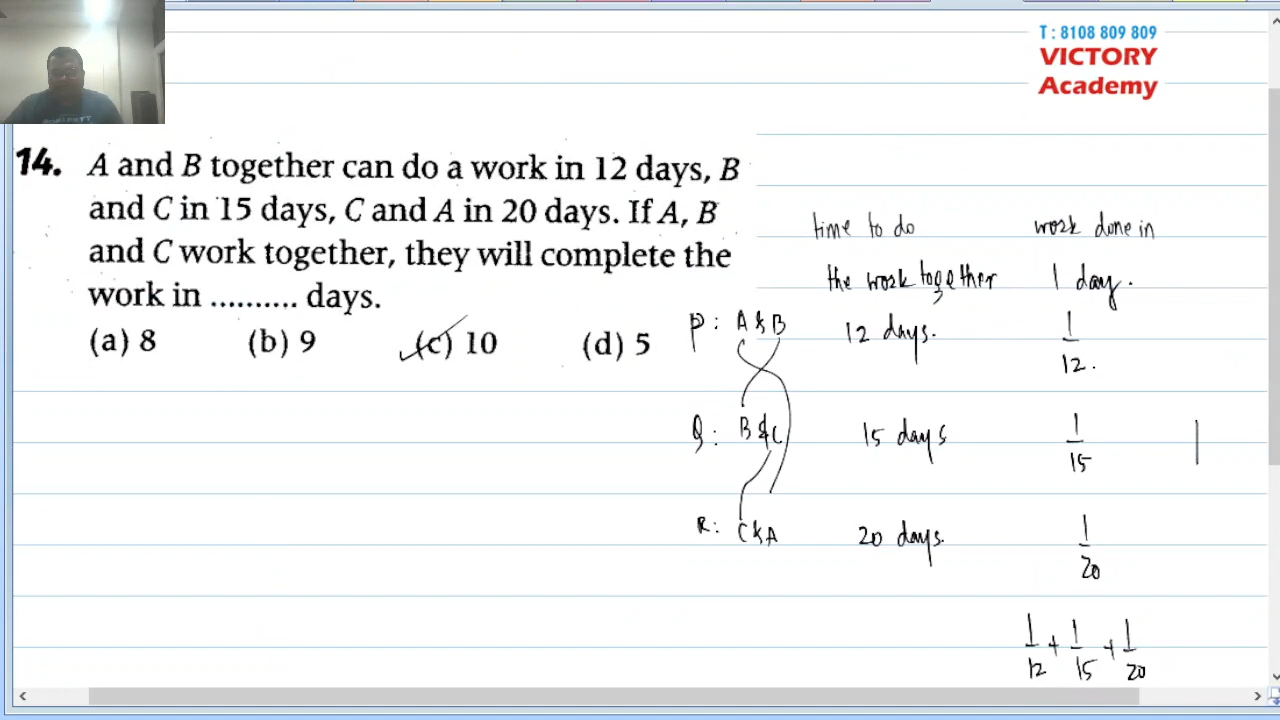 T : 8108 809 809
VICTORY
Academy
14. A and B together can do a work in 12 days, B
and C in 15 days, C and A in 20 days. If A, B
and C work together, they will complete the
work in .......... days.
(a) 8 (b) 9 (c) 10 (d) 5
time to do work done in
the work together 1 day.
P: A & B 12 days. 1/12.
Q: B & C 15 days 1/15
R: C & A 20 days. 1/20
1/12 + 1/15 + 1/20